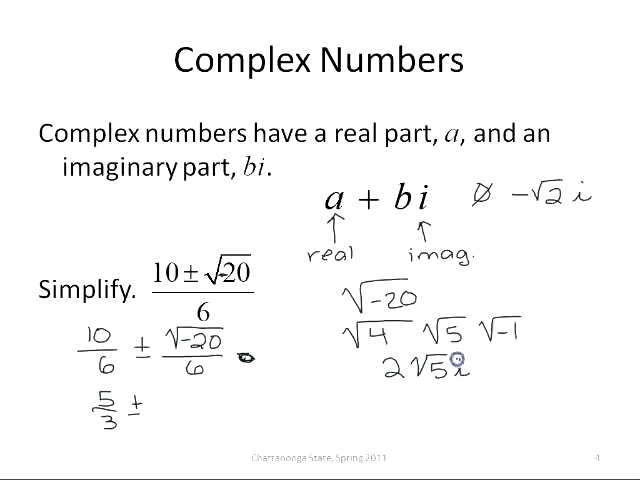 Complex Numbers
Complex numbers have a real part, a, and an
imaginary part, bi.
a + bi ∅ -√2 i
real imag.
Simplify. (10 ± √-20)/6
√-20
10/6 ± √-20/6
√4 √5 √-1
2√5 i
5/3 ±
Chattanooga State, Spring 2011 4